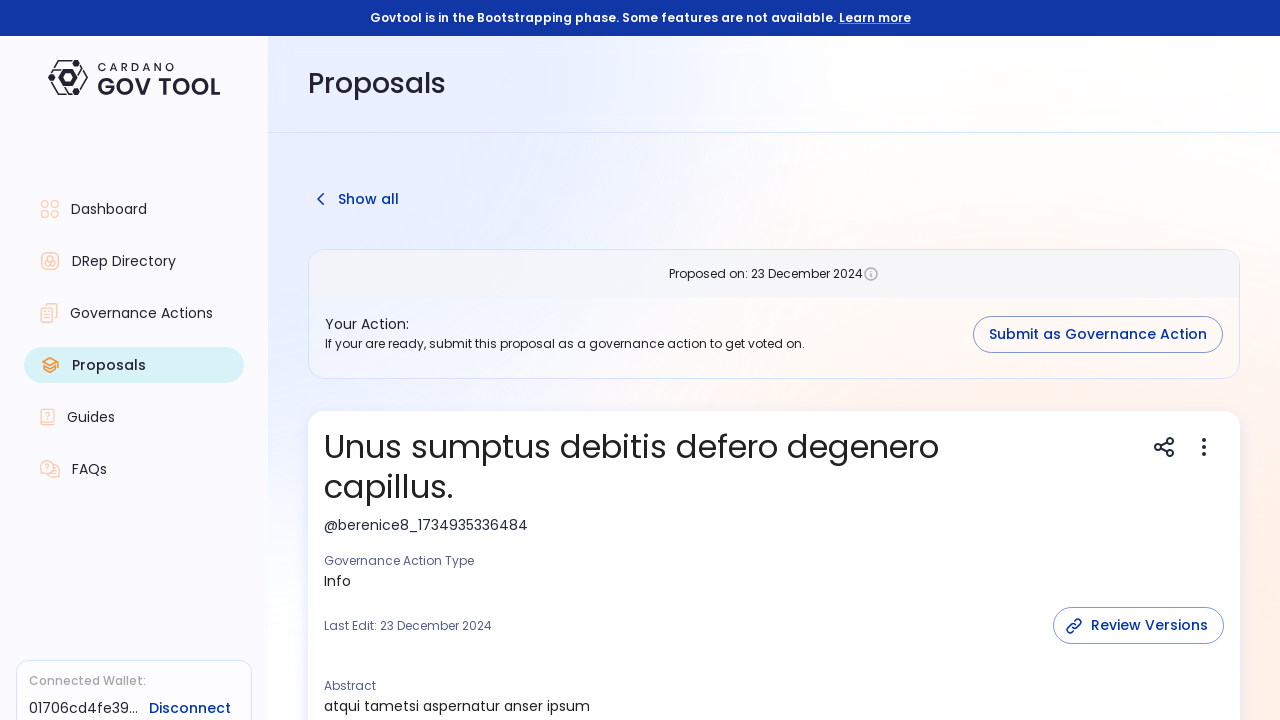 Govtool is in the Bootstrapping phase. Some features are not available. Learn more
CARDANO
GOV TOOL
Proposals
Dashboard
DRep Directory
Governance Actions
Proposals
Guides
FAQs
Connected Wallet:
01706cd4fe39... Disconnect
Show all
Proposed on: 23 December 2024
Your Action:
If your are ready, submit this proposal as a governance action to get voted on.
Submit as Governance Action
Unus sumptus debitis defero degenero
capillus.
@berenice8_1734935336484
Governance Action Type
Info
Last Edit: 23 December 2024
Review Versions
Abstract
atqui tametsi aspernatur anser ipsum